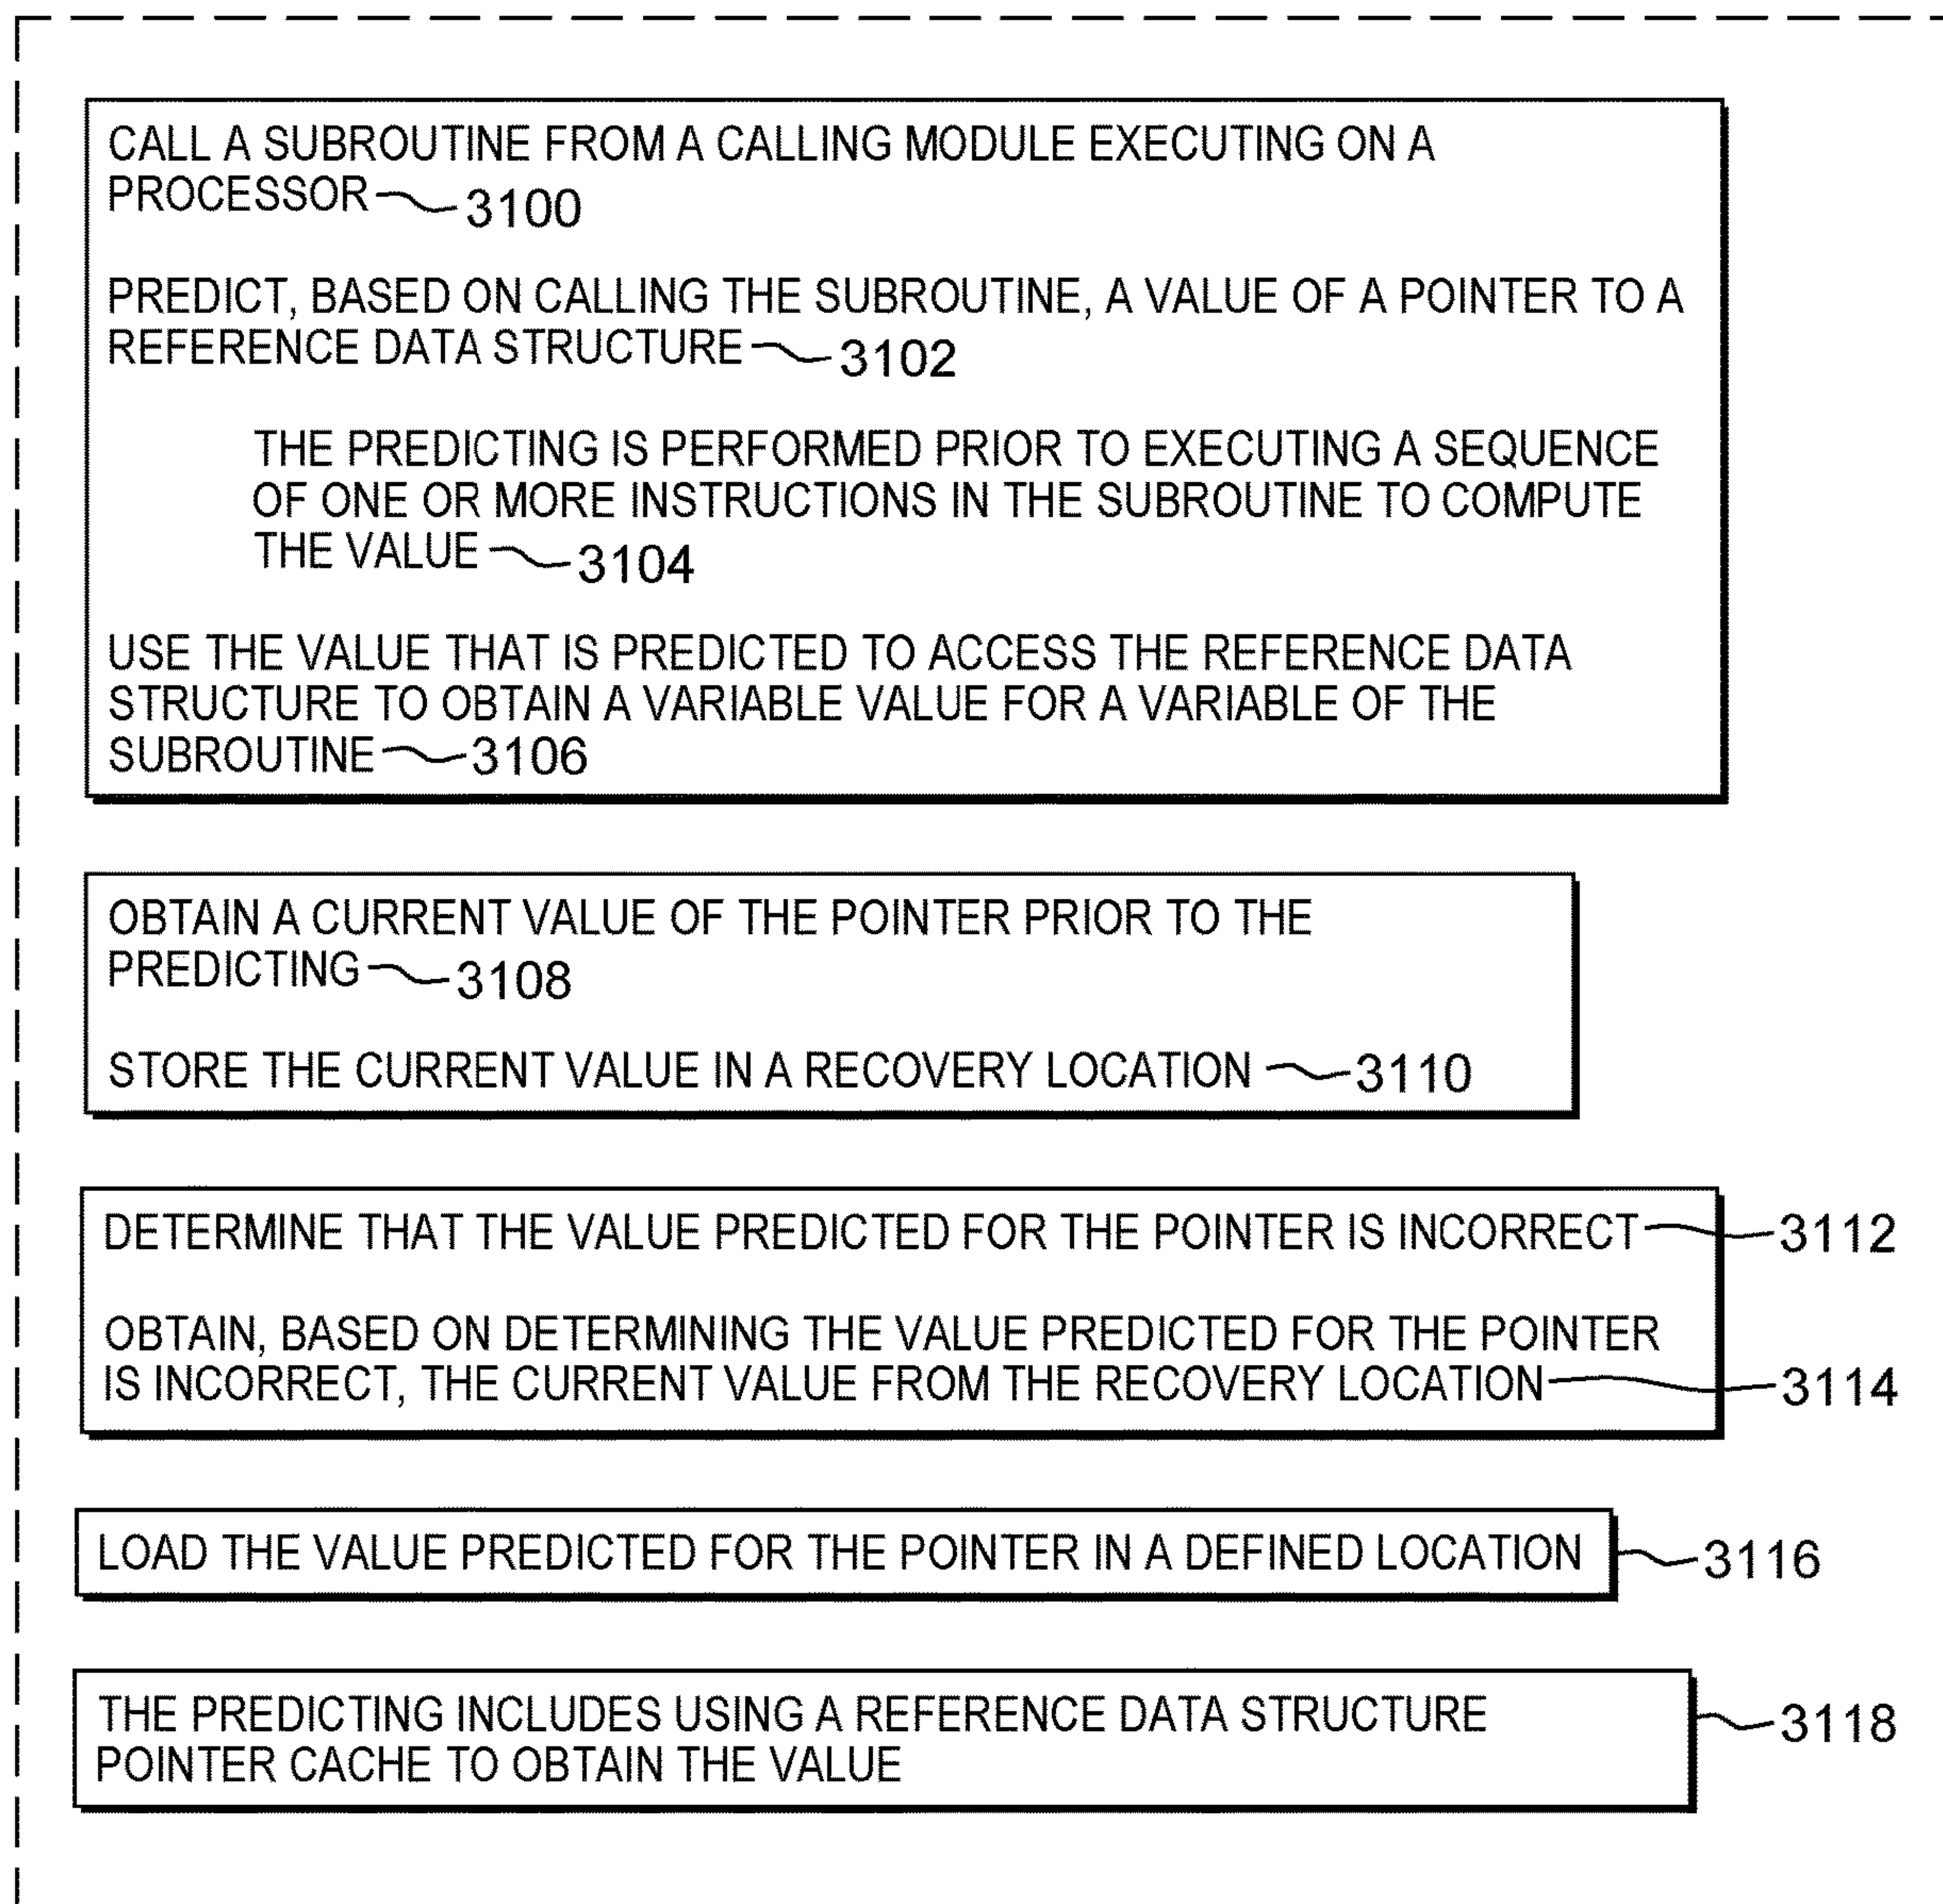 CALL A SUBROUTINE FROM A CALLING MODULE EXECUTING ON A
PROCESSOR 3100
PREDICT, BASED ON CALLING THE SUBROUTINE, A VALUE OF A POINTER TO A
REFERENCE DATA STRUCTURE 3102
THE PREDICTING IS PERFORMED PRIOR TO EXECUTING A SEQUENCE
OF ONE OR MORE INSTRUCTIONS IN THE SUBROUTINE TO COMPUTE
THE VALUE 3104
USE THE VALUE THAT IS PREDICTED TO ACCESS THE REFERENCE DATA
STRUCTURE TO OBTAIN A VARIABLE VALUE FOR A VARIABLE OF THE
SUBROUTINE 3106
OBTAIN A CURRENT VALUE OF THE POINTER PRIOR TO THE
PREDICTING 3108
STORE THE CURRENT VALUE IN A RECOVERY LOCATION 3110
DETERMINE THAT THE VALUE PREDICTED FOR THE POINTER IS INCORRECT 3112
OBTAIN, BASED ON DETERMINING THE VALUE PREDICTED FOR THE POINTER
IS INCORRECT, THE CURRENT VALUE FROM THE RECOVERY LOCATION 3114
LOAD THE VALUE PREDICTED FOR THE POINTER IN A DEFINED LOCATION 3116
THE PREDICTING INCLUDES USING A REFERENCE DATA STRUCTURE 3118
POINTER CACHE TO OBTAIN THE VALUE